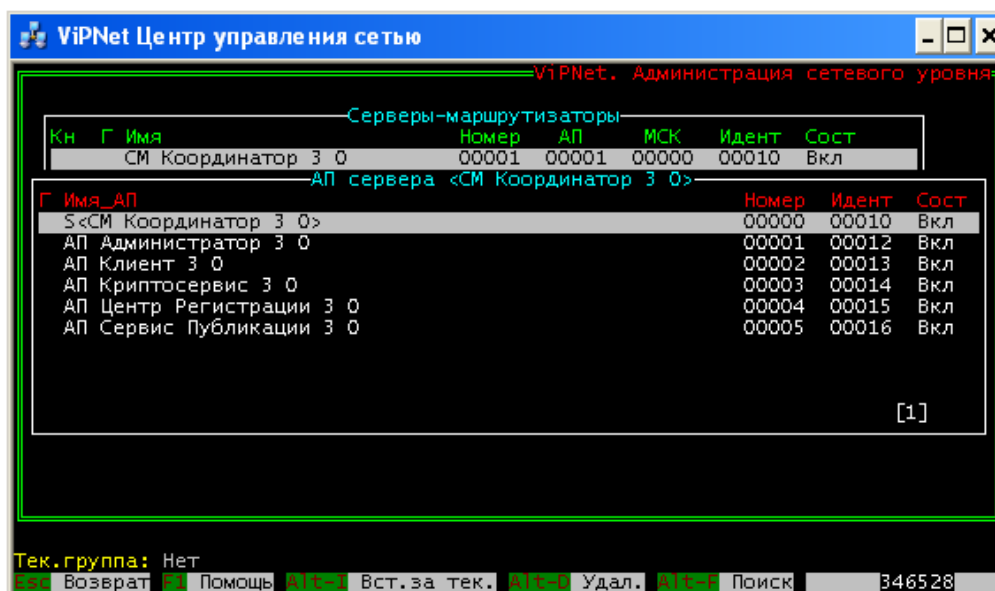 ViPNet Центр управления сетью
ViPNet. Администрация сетевого уровня
Серверы-маршрутизаторы
Кн Г Имя Номер АП МСК Идент Сост
СМ Координатор 3 0 00001 00001 00000 00010 Вкл
АП сервера <СМ Координатор 3 0>
Г Имя_АП Номер Идент Сост
S<СМ Координатор 3 0> 00000 00010 Вкл
АП Администратор 3 0 00001 00012 Вкл
АП Клиент 3 0 00002 00013 Вкл
АП Криптосервис 3 0 00003 00014 Вкл
АП Центр Регистрации 3 0 00004 00015 Вкл
АП Сервис Публикации 3 0 00005 00016 Вкл
[1]
Тек.группа: Нет
Esc Возврат F1 Помощь Alt-I Вст.за тек. Alt-D Удал. Alt-F Поиск 346528